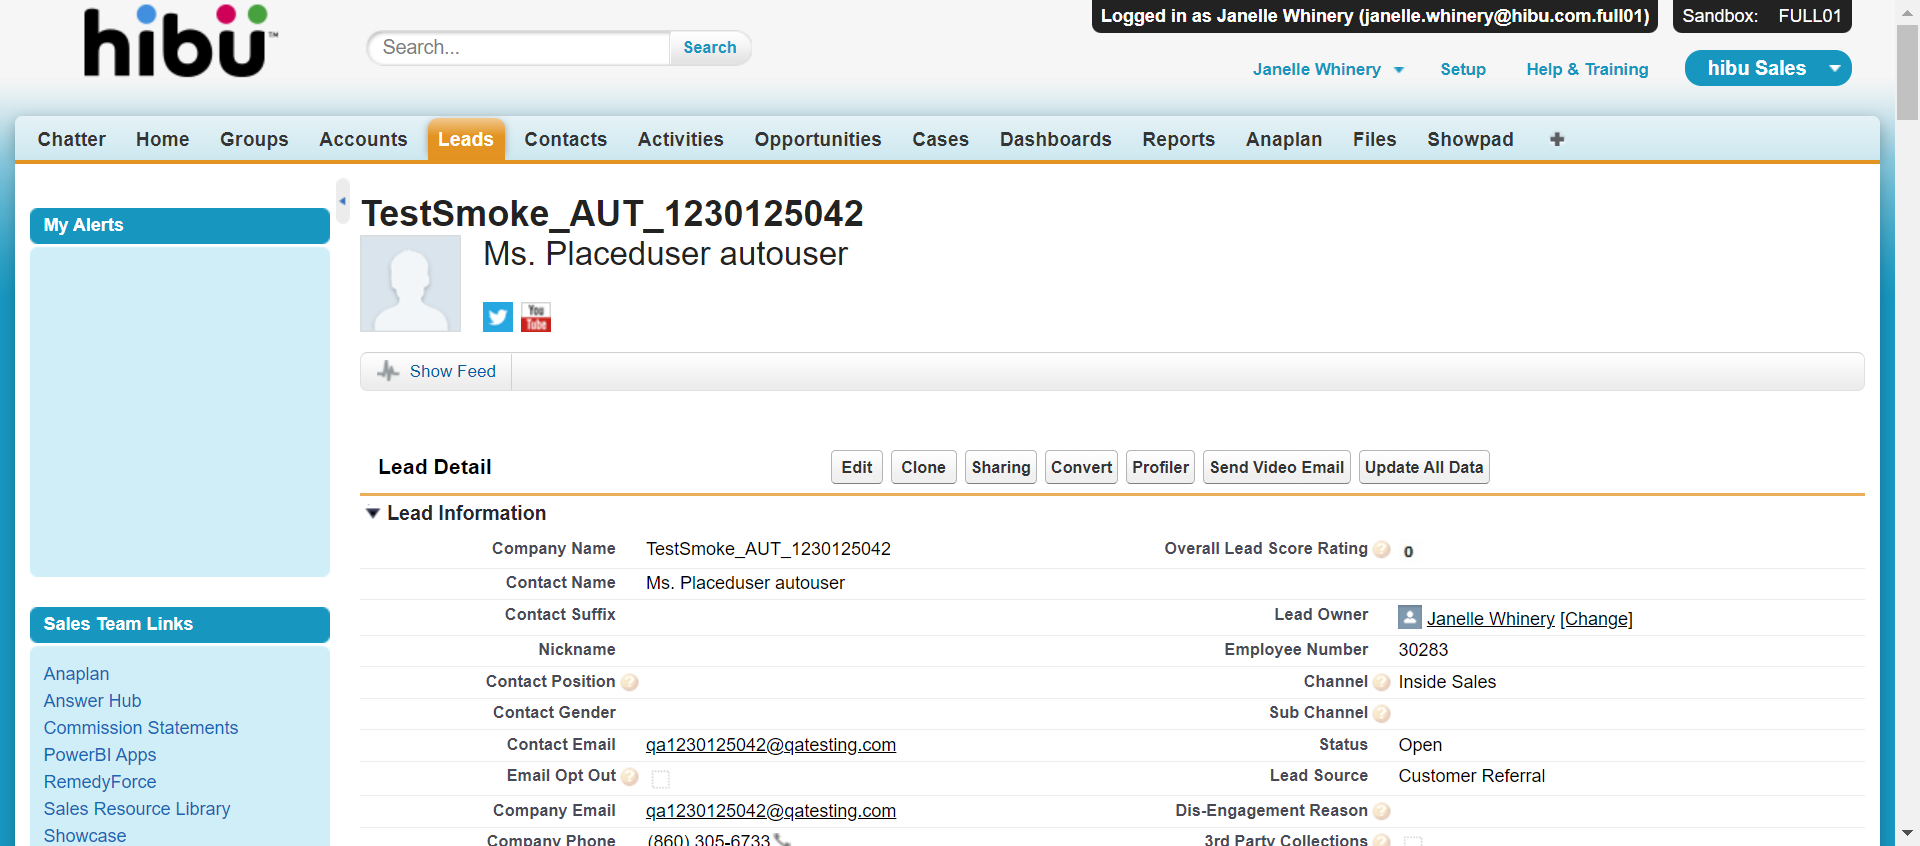 hibu™
Search...
Search
Logged in as Janelle Whinery (janelle.whinery@hibu.com.full01)
Sandbox: FULL01
Janelle Whinery
Setup
Help & Training
hibu Sales
Chatter Home Groups Accounts Leads Contacts Activities Opportunities Cases Dashboards Reports Anaplan Files Showpad
My Alerts
Sales Team Links
Anaplan
Answer Hub
Commission Statements
PowerBI Apps
RemedyForce
Sales Resource Library
Showcase
TestSmoke_AUT_1230125042
Ms. Placeduser autouser
You
Tube
Show Feed
Lead Detail
Edit Clone Sharing Convert Profiler Send Video Email Update All Data
Lead Information
Company Name TestSmoke_AUT_1230125042 Overall Lead Score Rating ? 0
Contact Name Ms. Placeduser autouser
Contact Suffix Lead Owner Janelle Whinery [Change]
Nickname Employee Number 30283
Contact Position ? Channel ? Inside Sales
Contact Gender Sub Channel ?
Contact Email qa1230125042@qatesting.com Status Open
Email Opt Out ? Lead Source Customer Referral
Company Email qa1230125042@qatesting.com Dis-Engagement Reason ?
Company Phone (860) 305-6733 3rd Party Collections ?